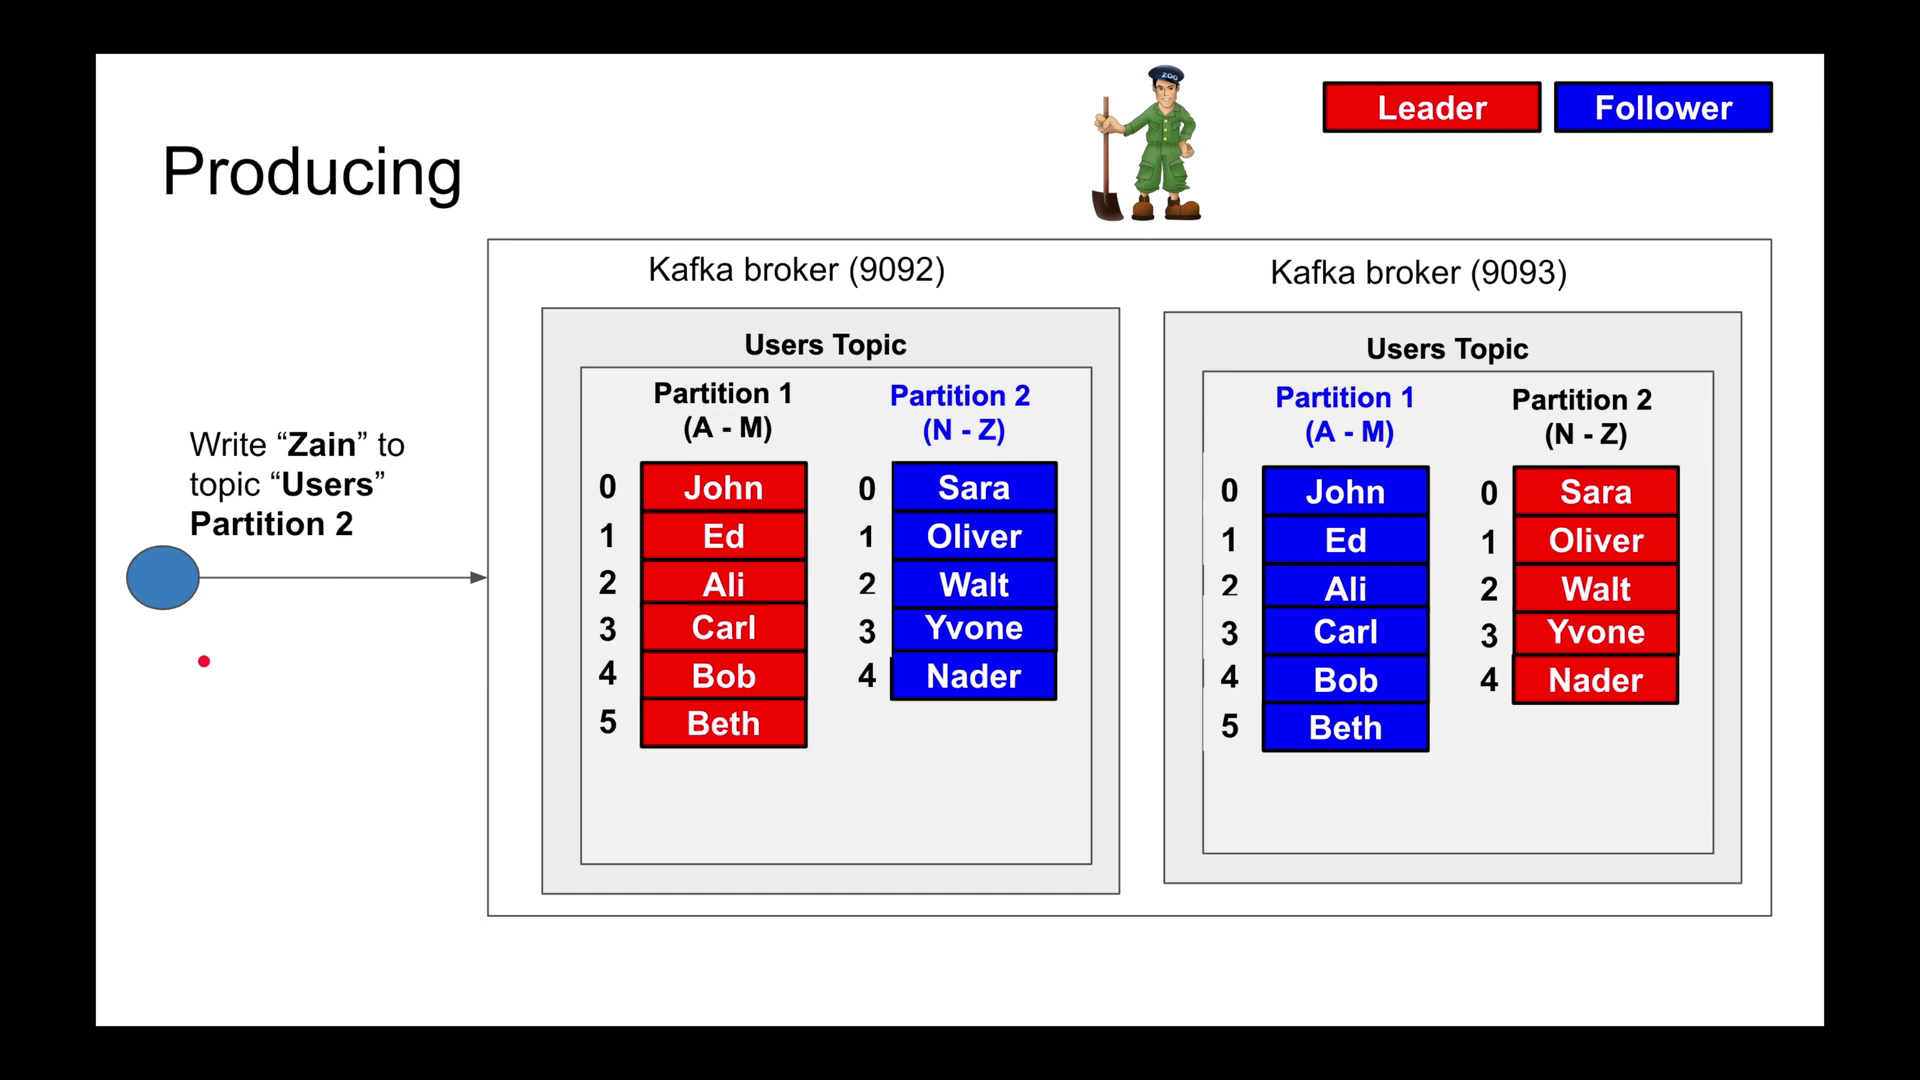 ZOO
Leader
Follower
Producing
Kafka broker (9092)
Kafka broker (9093)
Users Topic
Users Topic
Partition 1
(A - M)
Partition 2
(N - Z)
Partition 1
(A - M)
Partition 2
(N - Z)
Write “Zain” to
topic “Users”
Partition 2
0 John
1 Ed
2 Ali
3 Carl
4 Bob
5 Beth
0 Sara
1 Oliver
2 Walt
3 Yvone
4 Nader
0 John
1 Ed
2 Ali
3 Carl
4 Bob
5 Beth
0 Sara
1 Oliver
2 Walt
3 Yvone
4 Nader